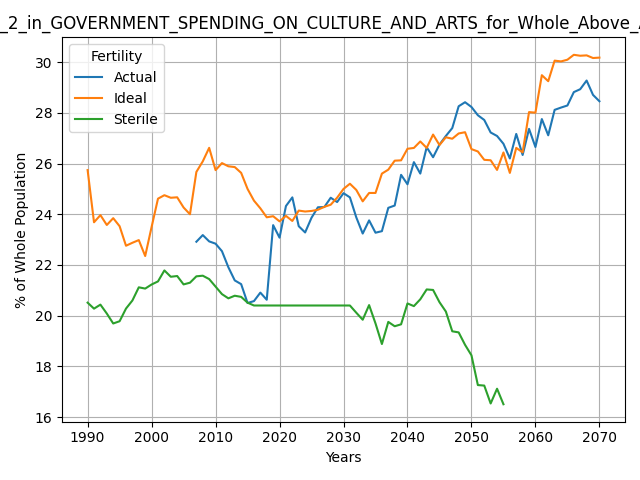 _2_in_GOVERNMENT_SPENDING_ON_CULTURE_AND_ARTS_for_Whole_Above_
Fertility
Actual
Ideal
Sterile
% of Whole Population
30
28
26
24
22
20
18
16
1990 2000 2010 2020 2030 2040 2050 2060 2070
Years